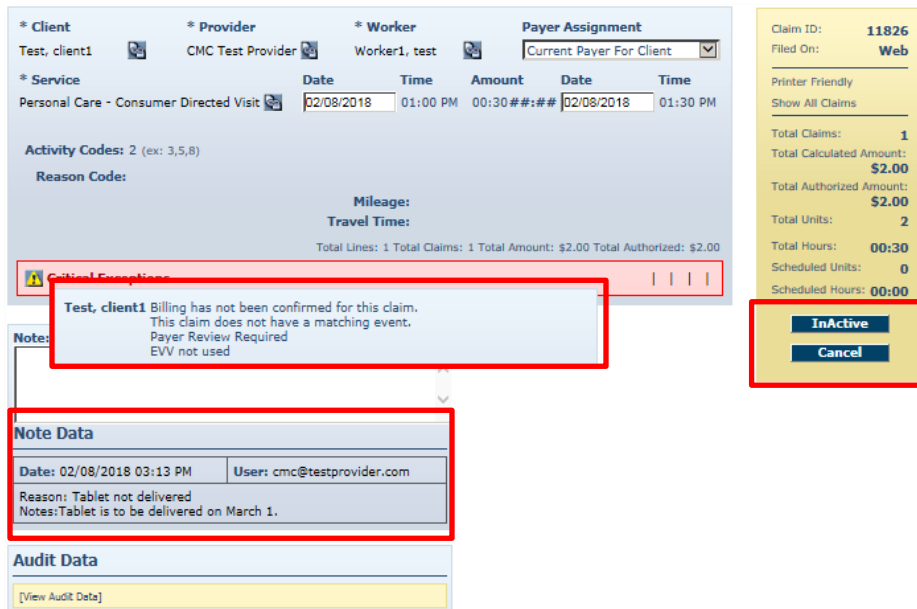 * Client * Provider * Worker Payer Assignment
Test, client1 CMC Test Provider Worker1, test Current Payer For Client
* Service Date Time Amount Date Time
Personal Care - Consumer Directed Visit 02/08/2018 01:00 PM 00:30##:## 02/08/2018 01:30 PM
Activity Codes: 2 (ex: 3,5,8)
Reason Code:
Mileage:
Travel Time:
Total Lines: 1 Total Claims: 1 Total Amount: $2.00 Total Authorized: $2.00
Critical Exceptions | | | |
Test, client1 Billing has not been confirmed for this claim.
This claim does not have a matching event.
Payer Review Required
EVV not used
Note:
Note Data
Date: 02/08/2018 03:13 PM User: cmc@testprovider.com
Reason: Tablet not delivered
Notes:Tablet is to be delivered on March 1.
Audit Data
[View Audit Data]
Claim ID: 11826
Filed On: Web
Printer Friendly
Show All Claims
Total Claims: 1
Total Calculated Amount:
$2.00
Total Authorized Amount:
$2.00
Total Units: 2
Total Hours: 00:30
Scheduled Units: 0
Scheduled Hours: 00:00
InActive
Cancel